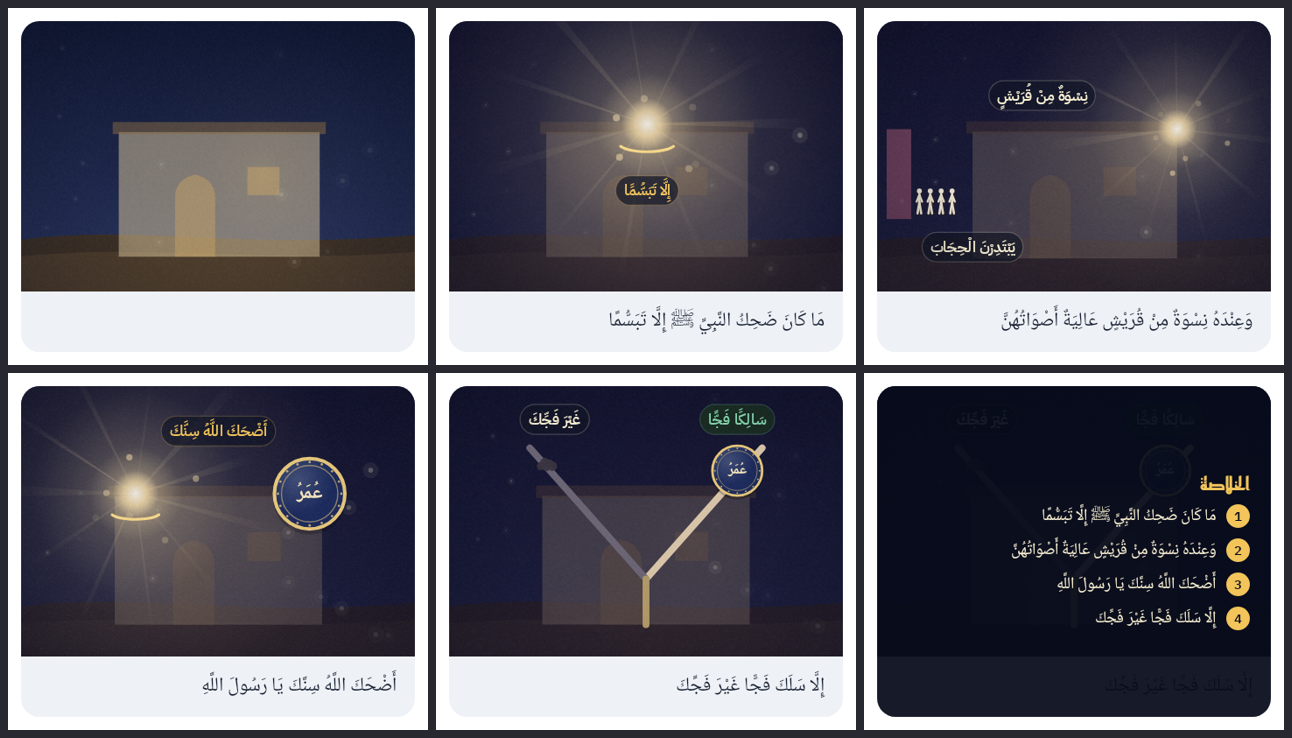 إِلَّا تَبَسُّمًا
مَا كَانَ ضَحِكُ النَّبِيِّ ﷺ إِلَّا تَبَسُّمًا
نِسْوَةٌ مِنْ قُرَيْشٍ
يَبْتَدِرْنَ الْحِجَابَ
وَعِنْدَهُ نِسْوَةٌ مِنْ قُرَيْشٍ عَالِيَةٌ أَصْوَاتُهُنَّ
أَضْحَكَ اللَّهُ سِنَّكَ
عُمَرُ
أَضْحَكَ اللَّهُ سِنَّكَ يَا رَسُولَ اللَّهِ
سَالِكًا فَجًّا
غَيْرَ فَجِّكَ
عُمَرُ
إِلَّا سَلَكَ فَجًّا غَيْرَ فَجِّكَ
سَالِكًا فَجًّا
غَيْرَ فَجِّكَ
عُمَرُ
الخلاصة
1 مَا كَانَ ضَحِكُ النَّبِيِّ ﷺ إِلَّا تَبَسُّمًا
2 وَعِنْدَهُ نِسْوَةٌ مِنْ قُرَيْشٍ عَالِيَةٌ أَصْوَاتُهُنَّ
3 أَضْحَكَ اللَّهُ سِنَّكَ يَا رَسُولَ اللَّهِ
4 إِلَّا سَلَكَ فَجًّا غَيْرَ فَجِّكَ
إِلَّا سَلَكَ فَجًّا غَيْرَ فَجِّكَ